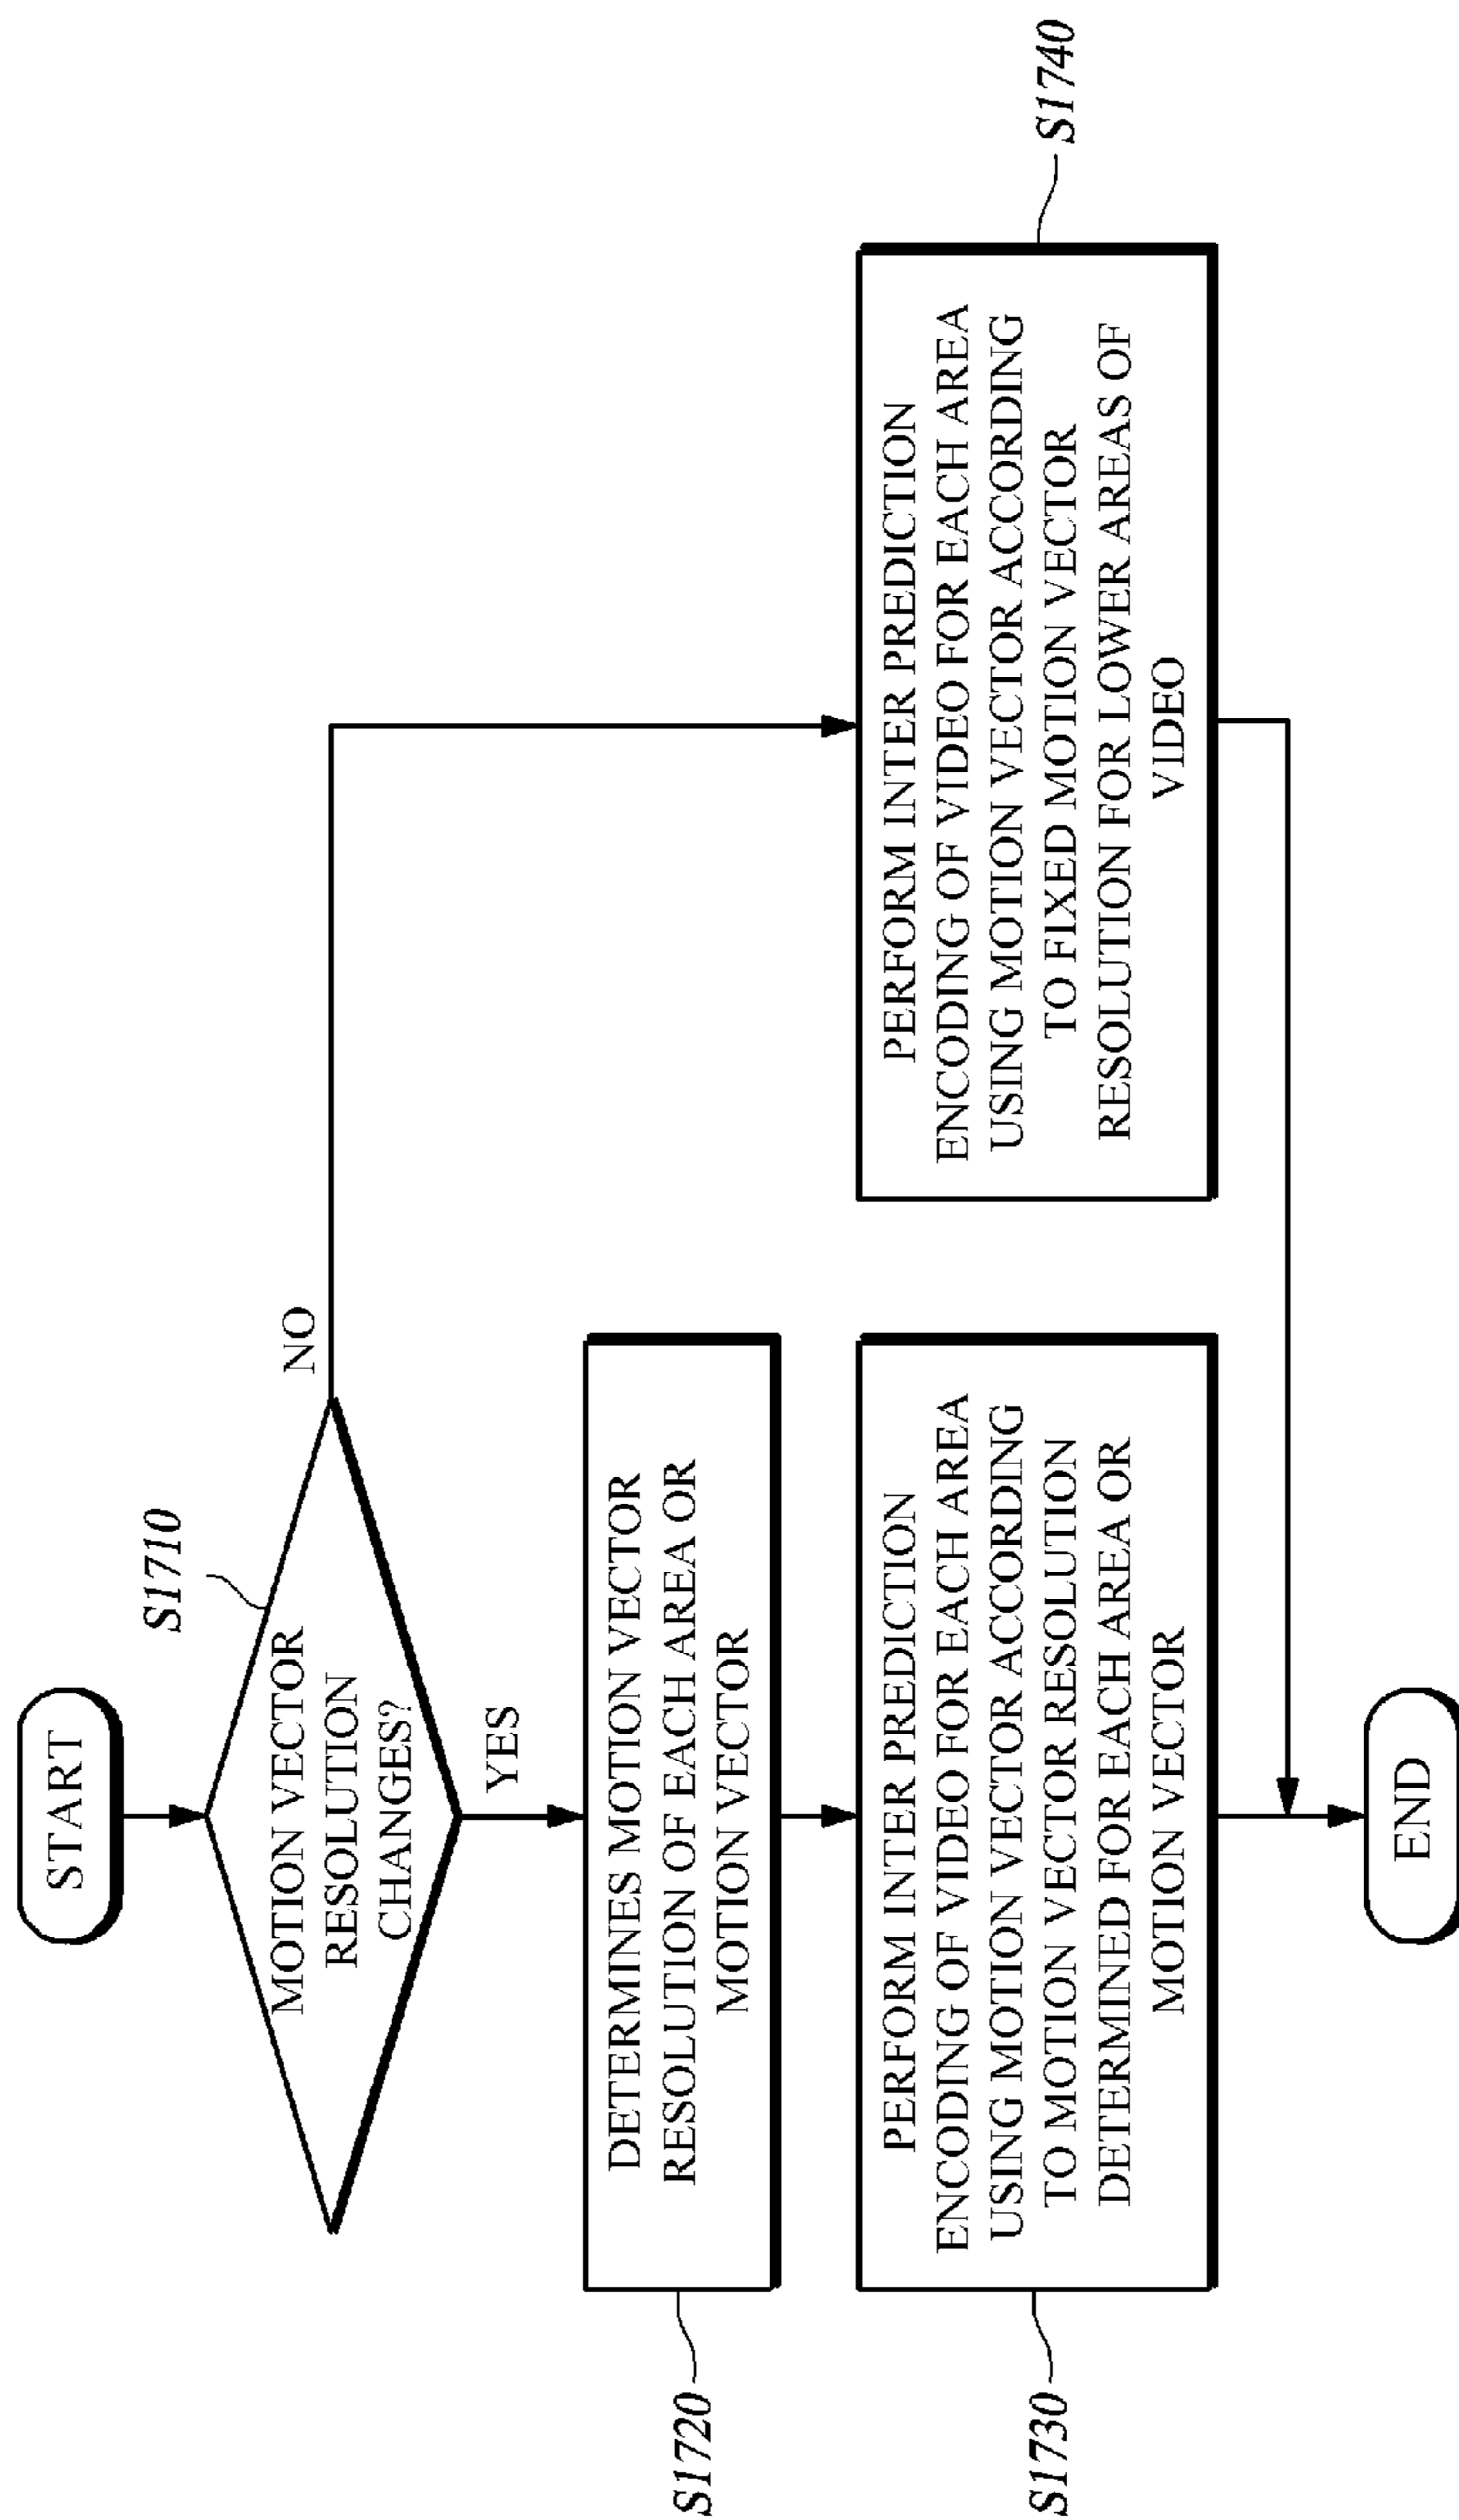 START
S1710
MOTION VECTOR
RESOLUTION
CHANGES?
NO
YES
S1720
DETERMINES MOTION VECTOR
RESOLUTION OF EACH AREA OR
MOTION VECTOR
S1730
PERFORM INTER PREDICTION
ENCODING OF VIDEO FOR EACH AREA
USING MOTION VECTOR ACCORDING
TO MOTION VECTOR RESOLUTION
DETERMINED FOR EACH AREA OR
MOTION VECTOR
S1740
PERFORM INTER PREDICTION
ENCODING OF VIDEO FOR EACH AREA
USING MOTION VECTOR ACCORDING
TO FIXED MOTION VECTOR
RESOLUTION FOR LOWER AREAS OF
VIDEO
END